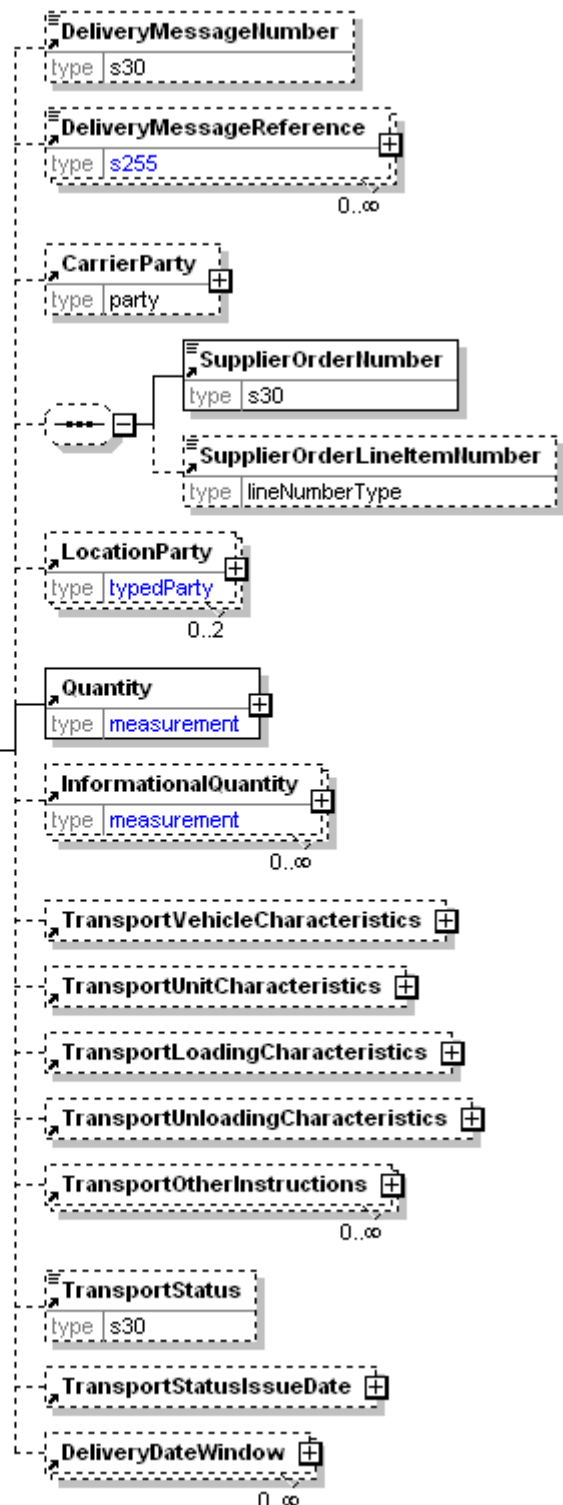 DeliveryMessageNumber
type s30
DeliveryMessageReference
type s255
0..∞
CarrierParty
type party
SupplierOrderNumber
type s30
SupplierOrderLineItemNumber
type lineNumberType
LocationParty
type typedParty
0..2
Quantity
type measurement
InformationalQuantity
type measurement
0..∞
TransportVehicleCharacteristics
TransportUnitCharacteristics
TransportLoadingCharacteristics
TransportUnloadingCharacteristics
TransportOtherInstructions
0..∞
TransportStatus
type s30
TransportStatusIssueDate
DeliveryDateWindow
0..∞